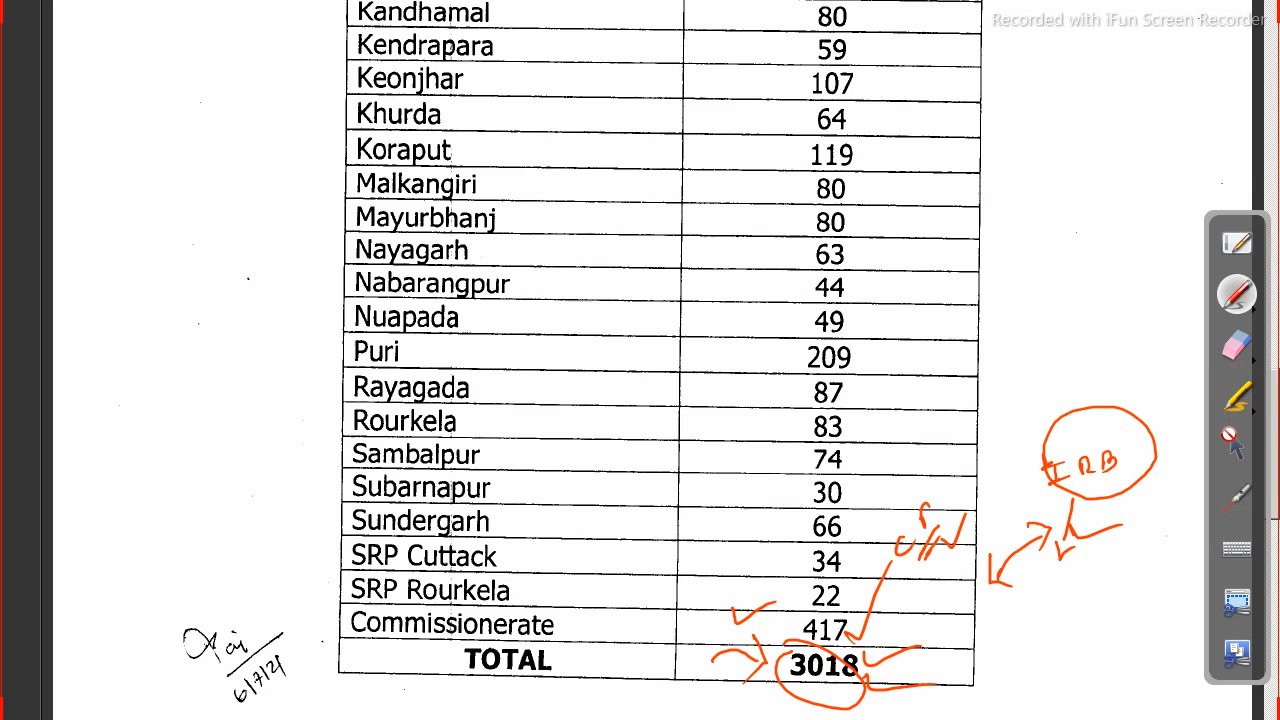 Recorded with iFun Screen Recorder
Kandhamal 80
Kendrapara 59
Keonjhar 107
Khurda 64
Koraput 119
Malkangiri 80
Mayurbhanj 80
Nayagarh 63
Nabarangpur 44
Nuapada 49
Puri 209
Rayagada 87
Rourkela 83
Sambalpur 74
IRB
Subarnapur 30
Sundergarh 66
SRP Cuttack 34
SRP Rourkela 22
Commissionerate 417
TOTAL 3018
6/7/21